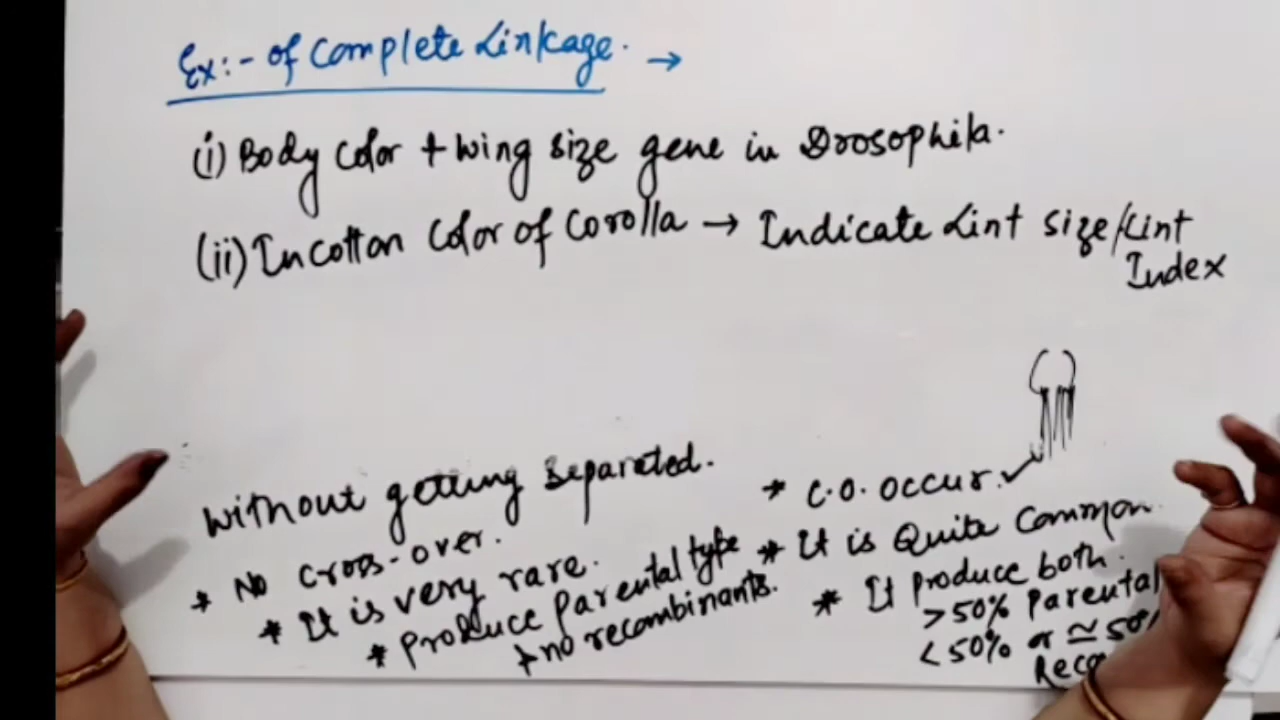 Ex:- of Complete Linkage. →
(i) Body Color + wing size gene in Drosophila.
(ii) In cotton Color of Corolla → Indicate Lint size/Lint
Index
without getting separated.
* No cross-over.
* It is very rare.
* Produce Parental type
+ no recombinants.
* C.O. occur. ✓
* It is Quite Common.
* It produce both.
>50% Parental
<50% or ≃ 50%